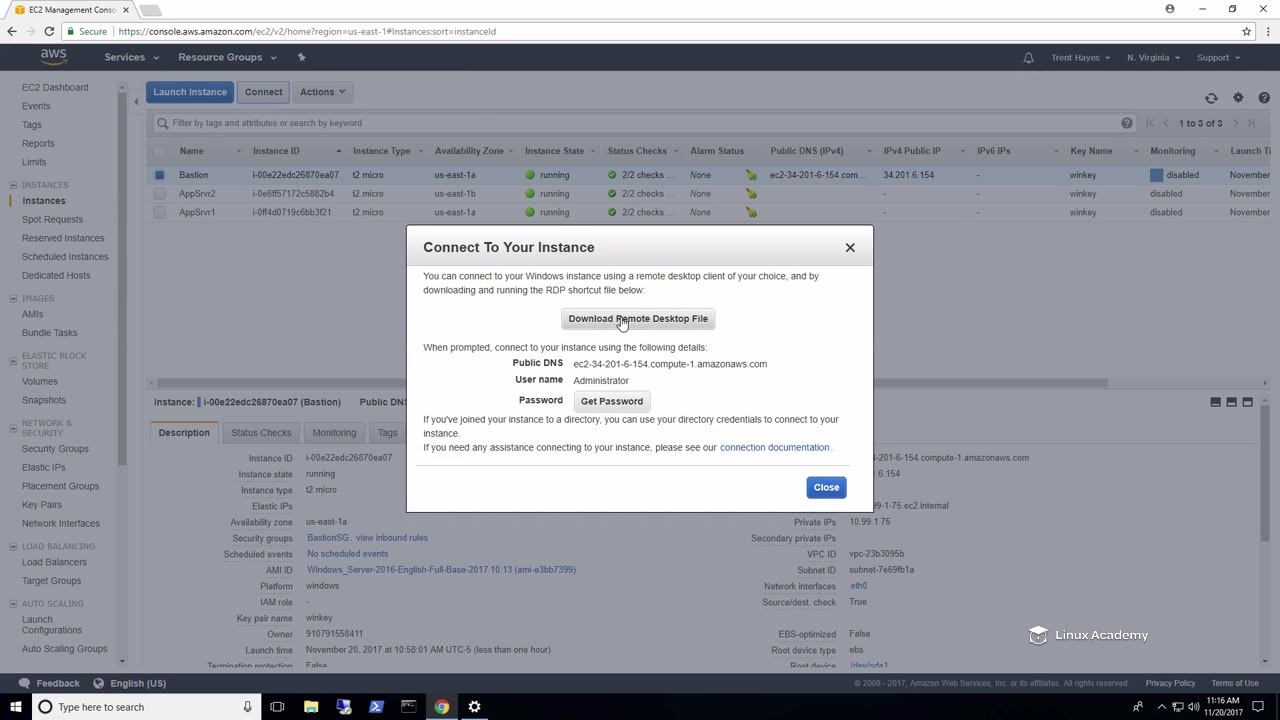 EC2 Management Conso
Secure https://console.aws.amazon.com/ec2/v2/home?region=us-east-1#Instances:sort=instanceId
aws Services Resource Groups Trent Hayes N. Virginia Support
EC2 Dashboard
Events
Tags
Reports
Limits
INSTANCES
Instances
Spot Requests
Reserved Instances
Scheduled Instances
Dedicated Hosts
IMAGES
AMIs
Bundle Tasks
ELASTIC BLOCK
STORE
Volumes
Snapshots
NETWORK &
SECURITY
Security Groups
Elastic IPs
Placement Groups
Key Pairs
Network Interfaces
LOAD BALANCING
Load Balancers
Target Groups
AUTO SCALING
Launch
Configurations
Auto Scaling Groups
Launch Instance Connect Actions
Filter by tags and attributes or search by keyword 1 to 3 of 3
Name Instance ID Instance Type Availability Zone Instance State Status Checks Alarm Status Public DNS (IPv4) IPv4 Public IP IPv6 IPs Key Name Monitoring Launch Ti
Bastion i-00e22edc26870ea07 t2.micro us-east-1a running 2/2 checks ... None ec2-34-201-6-154.com... 34.201.6.154 - winkey disabled November
AppSrvr2 i-0e6ff57172c5882b4 t2.micro us-east-1b running 2/2 checks ... None - - winkey disabled November
AppSrvr1 i-0ff4d0719c6bb3f21 t2.micro us-east-1a running 2/2 checks ... None - - winkey disabled November
Connect To Your Instance
You can connect to your Windows instance using a remote desktop client of your choice, and by
downloading and running the RDP shortcut file below:
Download Remote Desktop File
When prompted, connect to your instance using the following details:
Public DNS ec2-34-201-6-154.compute-1.amazonaws.com
User name Administrator
Password Get Password
If you've joined your instance to a directory, you can use your directory credentials to connect to your
instance.
If you need any assistance connecting to your instance, please see our connection documentation.
Close
Instance: i-00e22edc26870ea07 (Bastion) Public DNS
Description Status Checks Monitoring Tags
Instance ID i-00e22edc26870ea07 -34-201-6-154.compute-1.amazonaws.com
Instance state running 6.154
Instance type t2.micro
Elastic IPs 99-1-75.ec2.internal
Availability zone us-east-1a Private IPs 10.99.1.75
Security groups BastionSG. view inbound rules Secondary private IPs
Scheduled events No scheduled events VPC ID vpc-23b3095b
AMI ID Windows_Server-2016-English-Full-Base-2017.10.13 (ami-e3bb7399) Subnet ID subnet-7e69fb1a
Platform windows Network interfaces eth0
IAM role - Source/dest. check True
Key pair name winkey
Owner 910791558411 EBS-optimized False
Launch time November 20, 2017 at 10:58:01 AM UTC-5 (less than one hour) Root device type ebs
Termination protection False Root device /dev/sda1
Linux Academy
Feedback English (US) © 2008 - 2017, Amazon Web Services, Inc. or its affiliates. All rights reserved. Privacy Policy Terms of Use
Type here to search 11:16 AM
11/20/2017